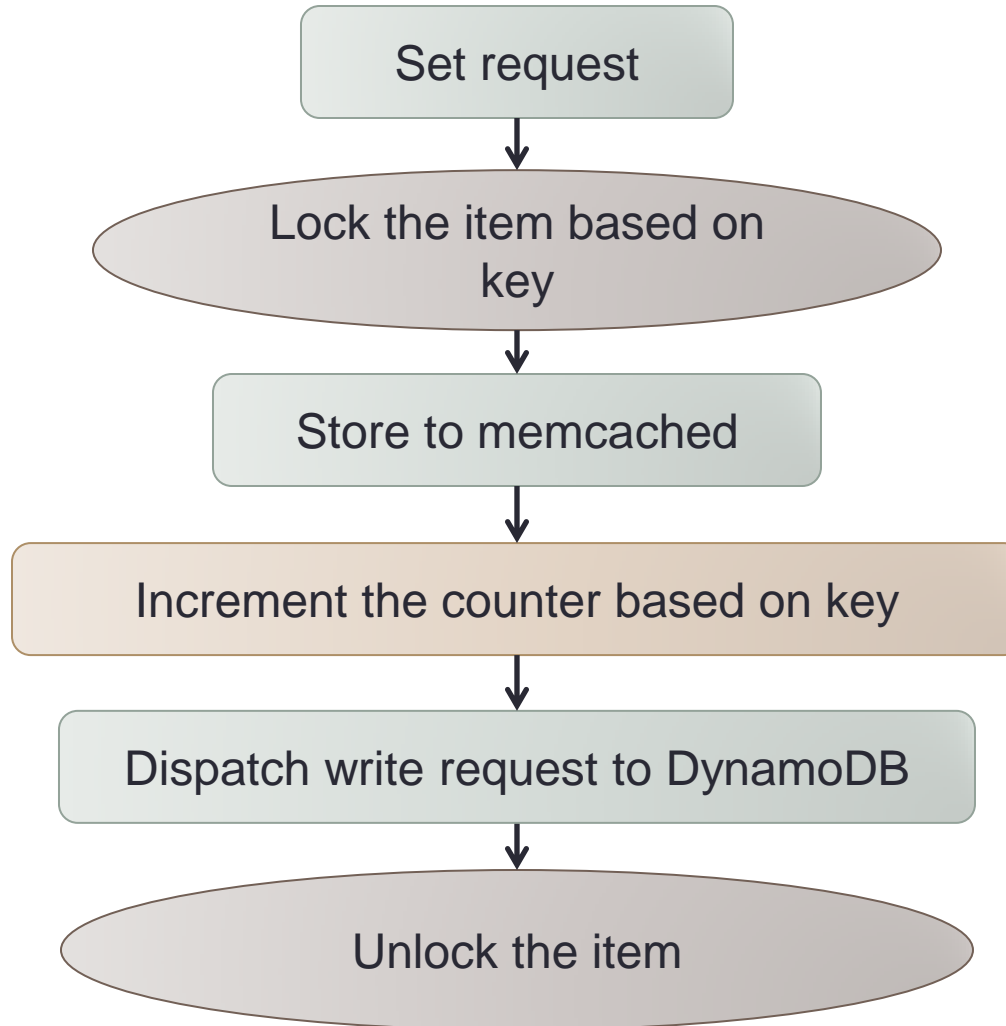 Set request
Lock the item based on
key
Store to memcached
Increment the counter based on key
Dispatch write request to DynamoDB
Unlock the item